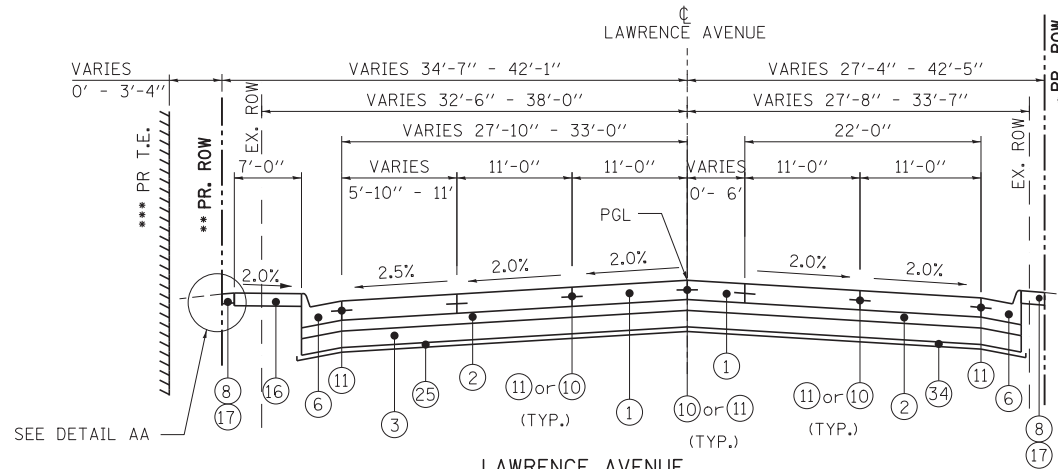 ℄
LAWRENCE AVENUE
VARIES
0' - 3'-4"
VARIES 34'-7" - 42'-1"
VARIES 27'-4" - 42'-5"
VARIES 32'-6" - 38'-0"
VARIES 27'-8" - 33'-7"
VARIES 27'-10" - 33'-0"
22'-0"
7'-0"
VARIES
5'-10" - 11'
11'-0"
11'-0"
VARIES
0'- 6'
11'-0"
11'-0"
*** PR T.E.
** PR. ROW
EX. ROW
EX. ROW
PR. ROW
PGL
2.0%
2.5%
2.0%
2.0%
2.0%
2.0%
8
17
16
6
11
3
25
2
11 or 10
(TYP.)
1
10 or 11
(TYP.)
1
11 or 10
(TYP.)
2
34
11
6
8
17
SEE DETAIL AA
LAWRENCE AVENUE